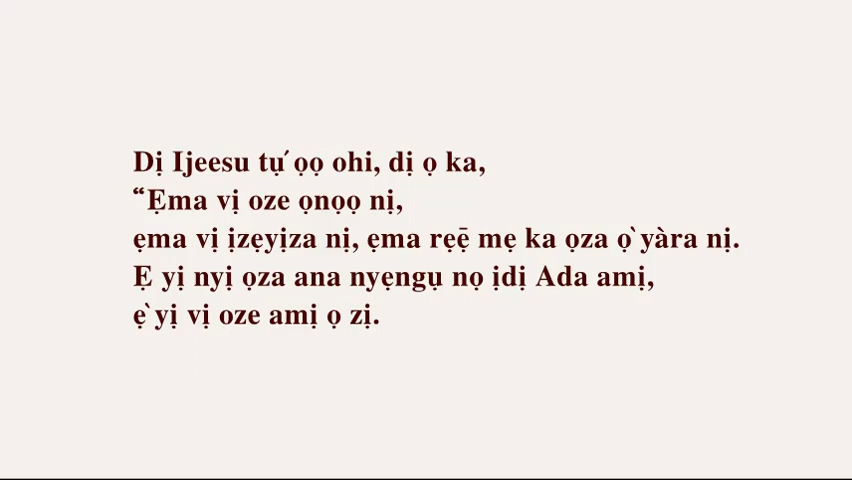 Dị Ijeesu tụ́ ọọ ohi, dị ọ ka,
“Ẹma vị oze ọnọọ nị,
ẹma vị ịzẹyịza nị, ẹma rẹẹ̄ mẹ ka ọza ọ̀ yàra nị.
Ẹ yị nyị ọza ana nyẹngụ nọ ịdị Ada amị,
ẹ̀ yị vị oze amị ọ zị.